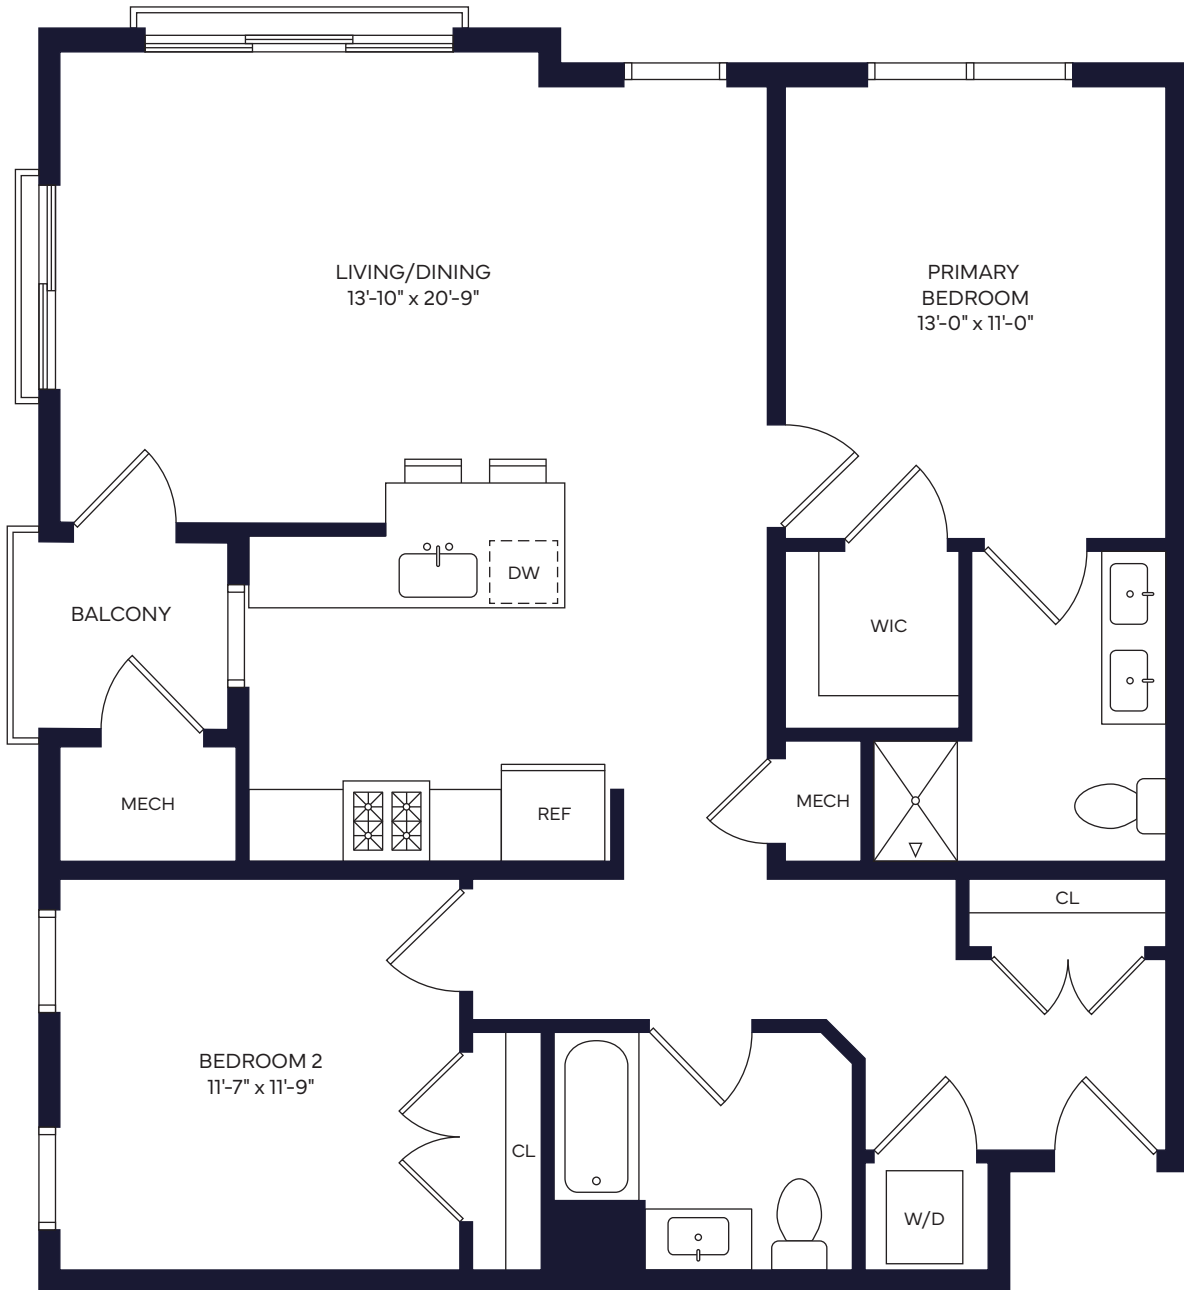 LIVING/DINING
13'-10" x 20'-9"
PRIMARY
BEDROOM
13'-0" x 11'-0"
DW
BALCONY
WIC
MECH
MECH
REF
CL
BEDROOM 2
11'-7" x 11'-9"
CL
W/D